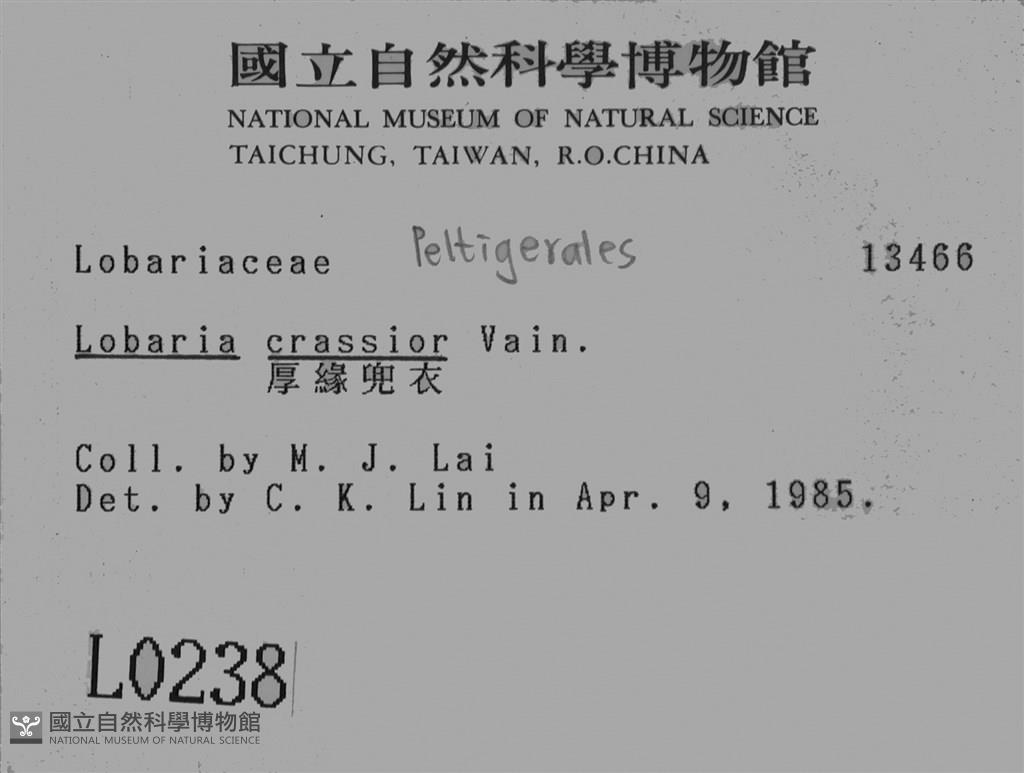 國立自然科學博物館
NATIONAL MUSEUM OF NATURAL SCIENCE
TAICHUNG, TAIWAN, R.O.CHINA
Lobariaceae Peltigerales 13466
Lobaria crassior Vain.
厚緣兜衣
Coll. by M. J. Lai
Det. by C. K. Lin in Apr. 9, 1985.
L0238
國立自然科學博物館
NATIONAL MUSEUM OF NATURAL SCIENCE